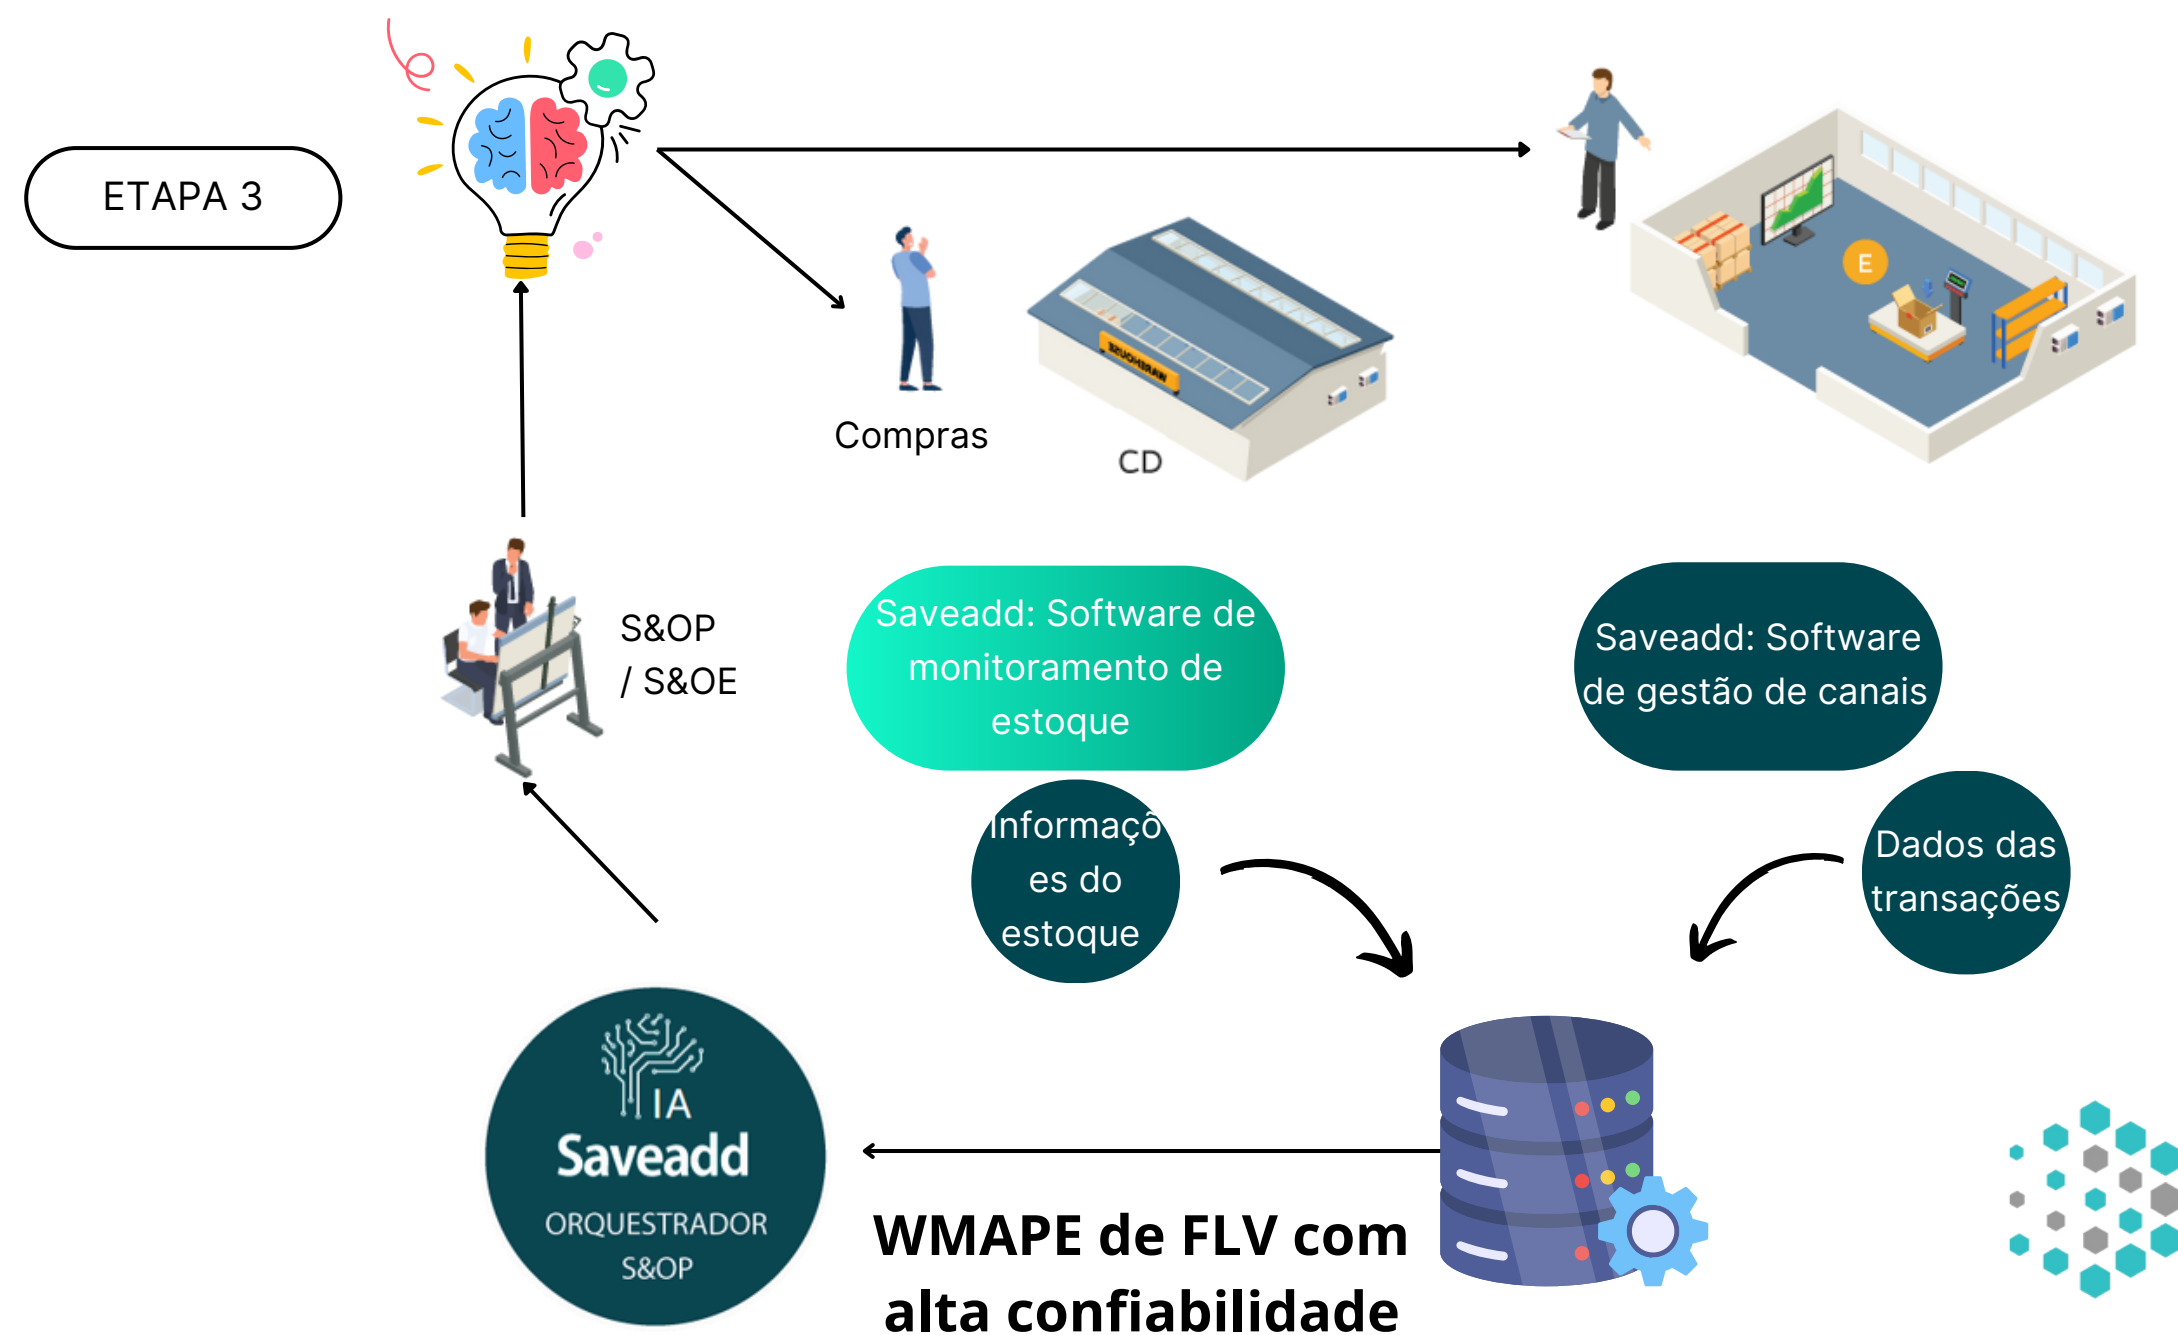 ETAPA 3
E
WAREHOUSE
Compras
CD
S&OP
/ S&OE
Saveadd: Software de
monitoramento de
estoque
Saveadd: Software
de gestão de canais
Informaçõ
es do
estoque
Dados das
transações
IA
Saveadd
ORQUESTRADOR
S&OP
WMAPE de FLV com
alta confiabilidade